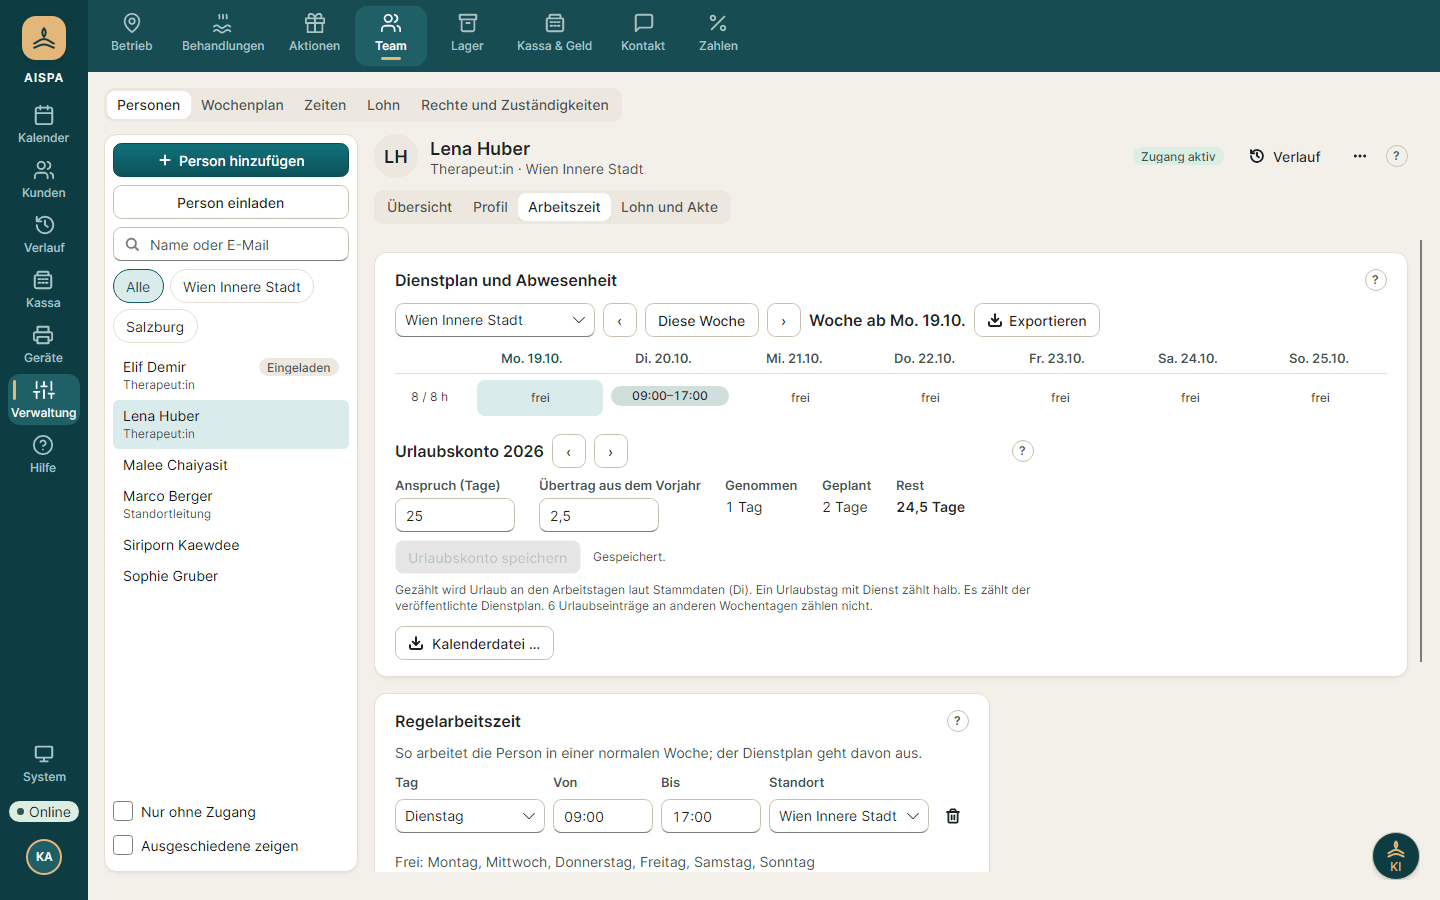 AISPA
Kalender
Kunden
Verlauf
Kassa
Geräte
Verwaltung
Hilfe
System
Online
KA
Betrieb
Behandlungen
Aktionen
Team
Lager
Kassa & Geld
Kontakt
Zahlen
Personen
Wochenplan
Zeiten
Lohn
Rechte und Zuständigkeiten
+ Person hinzufügen
Person einladen
Name oder E-Mail
Alle
Wien Innere Stadt
Salzburg
Elif Demir
Eingeladen
Therapeut:in
Lena Huber
Therapeut:in
Malee Chaiyasit
Marco Berger
Standortleitung
Siriporn Kaewdee
Sophie Gruber
Nur ohne Zugang
Ausgeschiedene zeigen
LH
Lena Huber
Therapeut:in · Wien Innere Stadt
Zugang aktiv
Verlauf
?
Übersicht
Profil
Arbeitszeit
Lohn und Akte
Dienstplan und Abwesenheit
?
Wien Innere Stadt
‹
Diese Woche
›
Woche ab Mo. 19.10.
Exportieren
Mo. 19.10. Di. 20.10. Mi. 21.10. Do. 22.10. Fr. 23.10. Sa. 24.10. So. 25.10.
8 / 8 h frei 09:00–17:00 frei frei frei frei frei
Urlaubskonto 2026
‹
›
?
Anspruch (Tage) Übertrag aus dem Vorjahr Genommen Geplant Rest
25 2,5 1 Tag 2 Tage 24,5 Tage
Urlaubskonto speichern
Gespeichert.
Gezählt wird Urlaub an den Arbeitstagen laut Stammdaten (Di). Ein Urlaubstag mit Dienst zählt halb. Es zählt der
veröffentlichte Dienstplan. 6 Urlaubseinträge an anderen Wochentagen zählen nicht.
Kalenderdatei ...
Regelarbeitszeit
?
So arbeitet die Person in einer normalen Woche; der Dienstplan geht davon aus.
Tag Von Bis Standort
Dienstag 09:00 17:00 Wien Innere Stadt
Frei: Montag, Mittwoch, Donnerstag, Freitag, Samstag, Sonntag
KI